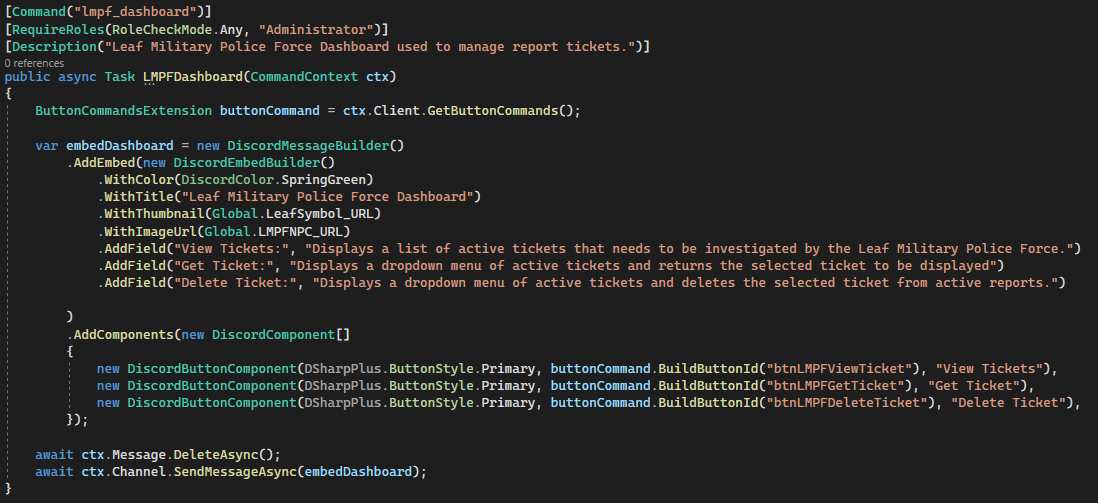 [Command("lmpf_dashboard")]
[RequireRoles(RoleCheckMode.Any, "Administrator")]
[Description("Leaf Military Police Force Dashboard used to manage report tickets.")]
0 references
public async Task LMPFDashboard(CommandContext ctx)
{
    ButtonCommandsExtension buttonCommand = ctx.Client.GetButtonCommands();

    var embedDashboard = new DiscordMessageBuilder()
        .AddEmbed(new DiscordEmbedBuilder()
            .WithColor(DiscordColor.SpringGreen)
            .WithTitle("Leaf Military Police Force Dashboard")
            .WithThumbnail(Global.LeafSymbol_URL)
            .WithImageUrl(Global.LMPFNPC_URL)
            .AddField("View Tickets:", "Displays a list of active tickets that needs to be investigated by the Leaf Military Police Force.")
            .AddField("Get Ticket:", "Displays a dropdown menu of active tickets and returns the selected ticket to be displayed")
            .AddField("Delete Ticket:", "Displays a dropdown menu of active tickets and deletes the selected ticket from active reports.")

        )
        .AddComponents(new DiscordComponent[]
        {
            new DiscordButtonComponent(DSharpPlus.ButtonStyle.Primary, buttonCommand.BuildButtonId("btnLMPFViewTicket"), "View Tickets"),
            new DiscordButtonComponent(DSharpPlus.ButtonStyle.Primary, buttonCommand.BuildButtonId("btnLMPFGetTicket"), "Get Ticket"),
            new DiscordButtonComponent(DSharpPlus.ButtonStyle.Primary, buttonCommand.BuildButtonId("btnLMPFDeleteTicket"), "Delete Ticket"),
        });

    await ctx.Message.DeleteAsync();
    await ctx.Channel.SendMessageAsync(embedDashboard);
}